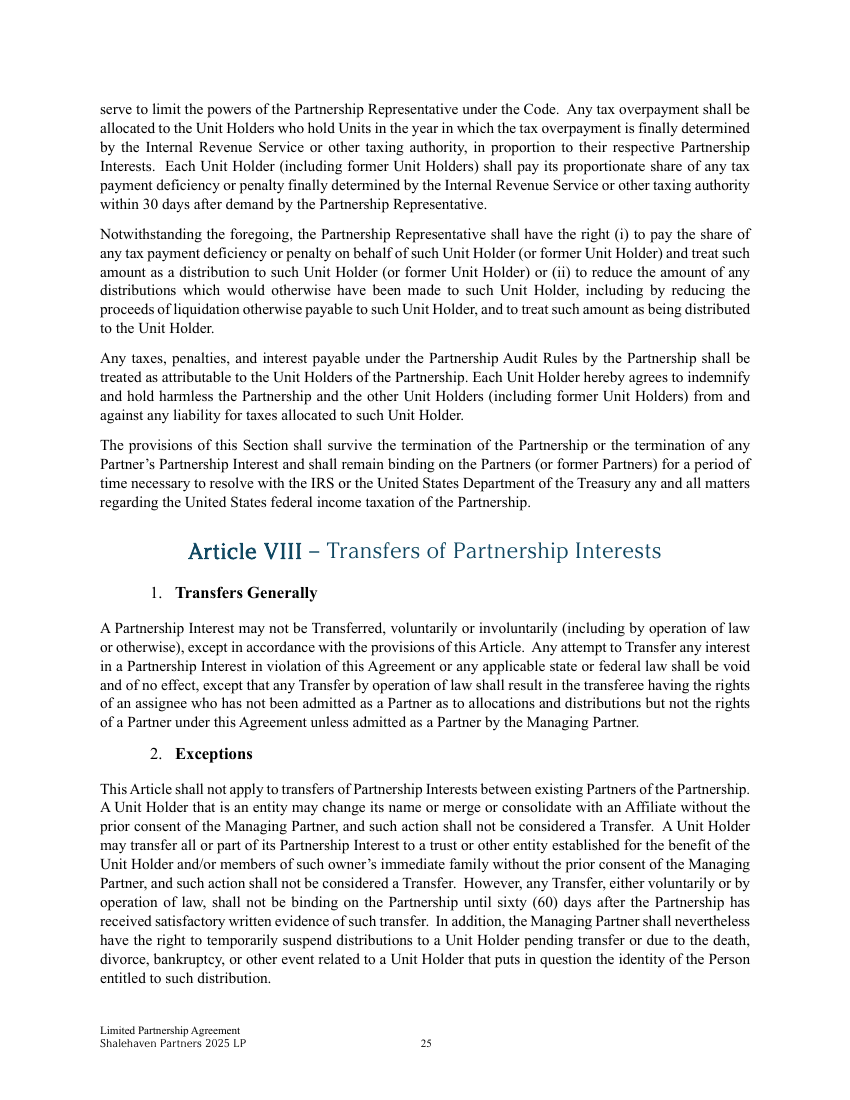 serve to limit the powers of the Partnership Representative under the Code.  Any tax overpayment shall be
allocated to the Unit Holders who hold Units in the year in which the tax overpayment is finally determined
by the Internal Revenue Service or other taxing authority, in proportion to their respective Partnership
Interests.  Each Unit Holder (including former Unit Holders) shall pay its proportionate share of any tax
payment deficiency or penalty finally determined by the Internal Revenue Service or other taxing authority
within 30 days after demand by the Partnership Representative.
Notwithstanding the foregoing, the Partnership Representative shall have the right (i) to pay the share of
any tax payment deficiency or penalty on behalf of such Unit Holder (or former Unit Holder) and treat such
amount as a distribution to such Unit Holder (or former Unit Holder) or (ii) to reduce the amount of any
distributions which would otherwise have been made to such Unit Holder, including by reducing the
proceeds of liquidation otherwise payable to such Unit Holder, and to treat such amount as being distributed
to the Unit Holder.
Any taxes, penalties, and interest payable under the Partnership Audit Rules by the Partnership shall be
treated as attributable to the Unit Holders of the Partnership. Each Unit Holder hereby agrees to indemnify
and hold harmless the Partnership and the other Unit Holders (including former Unit Holders) from and
against any liability for taxes allocated to such Unit Holder.
The provisions of this Section shall survive the termination of the Partnership or the termination of any
Partner’s Partnership Interest and shall remain binding on the Partners (or former Partners) for a period of
time necessary to resolve with the IRS or the United States Department of the Treasury any and all matters
regarding the United States federal income taxation of the Partnership.
Article VIII – Transfers of Partnership Interests
1. Transfers Generally
A Partnership Interest may not be Transferred, voluntarily or involuntarily (including by operation of law
or otherwise), except in accordance with the provisions of this Article.  Any attempt to Transfer any interest
in a Partnership Interest in violation of this Agreement or any applicable state or federal law shall be void
and of no effect, except that any Transfer by operation of law shall result in the transferee having the rights
of an assignee who has not been admitted as a Partner as to allocations and distributions but not the rights
of a Partner under this Agreement unless admitted as a Partner by the Managing Partner.
2. Exceptions
This Article shall not apply to transfers of Partnership Interests between existing Partners of the Partnership.
A Unit Holder that is an entity may change its name or merge or consolidate with an Affiliate without the
prior consent of the Managing Partner, and such action shall not be considered a Transfer.  A Unit Holder
may transfer all or part of its Partnership Interest to a trust or other entity established for the benefit of the
Unit Holder and/or members of such owner’s immediate family without the prior consent of the Managing
Partner, and such action shall not be considered a Transfer.  However, any Transfer, either voluntarily or by
operation of law, shall not be binding on the Partnership until sixty (60) days after the Partnership has
received satisfactory written evidence of such transfer.  In addition, the Managing Partner shall nevertheless
have the right to temporarily suspend distributions to a Unit Holder pending transfer or due to the death,
divorce, bankruptcy, or other event related to a Unit Holder that puts in question the identity of the Person
entitled to such distribution.
Limited Partnership Agreement
Shalehaven Partners 2025 LP 25